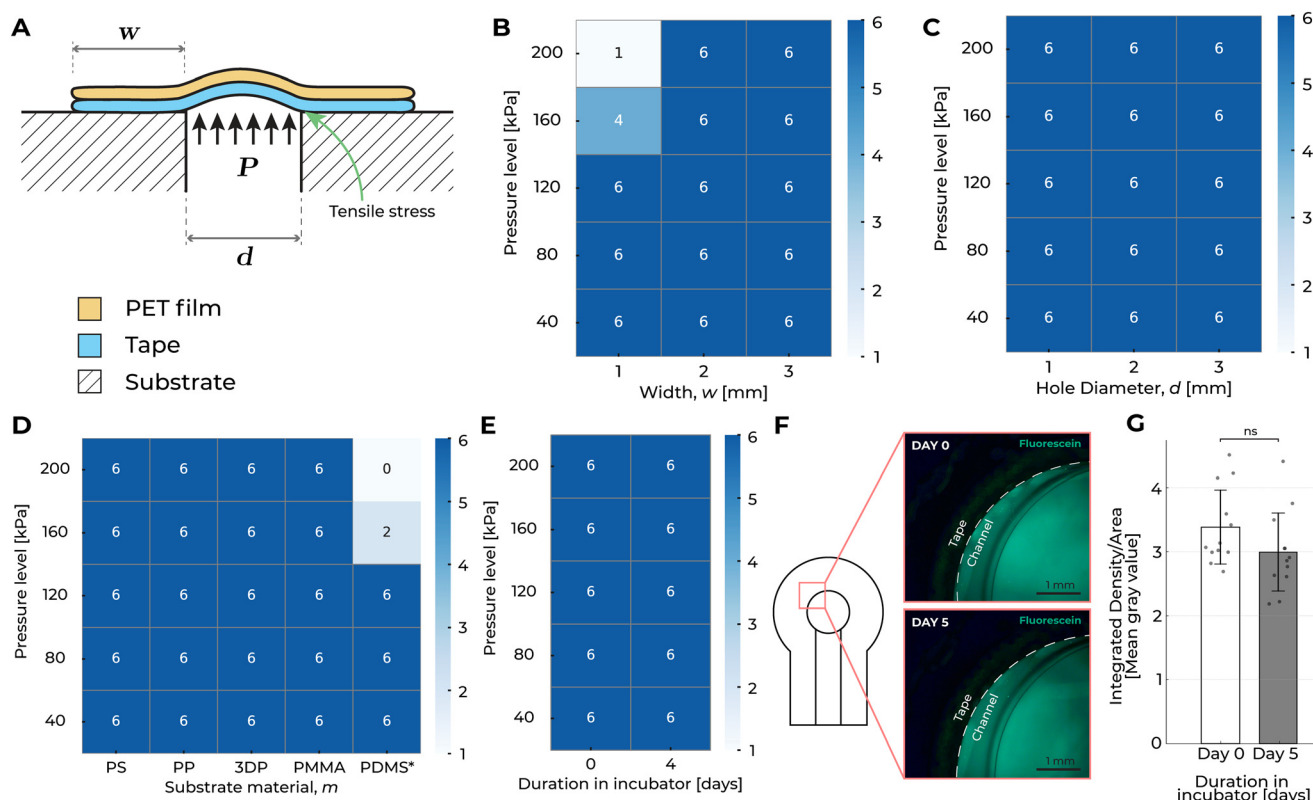 A
w
P
Tensile stress
d
PET film
Tape
Substrate
B
Pressure level [kPa]
200 1 6 6
160 4 6 6
120 6 6 6
80 6 6 6
40 6 6 6
1 2 3
Width, w [mm]
6
5
4
3
2
1
C
Pressure level [kPa]
200 6 6 6
160 6 6 6
120 6 6 6
80 6 6 6
40 6 6 6
1 2 3
Hole Diameter, d [mm]
6
5
4
3
2
1
D
Pressure level [kPa]
200 6 6 6 6 0
160 6 6 6 6 2
120 6 6 6 6 6
80 6 6 6 6 6
40 6 6 6 6 6
PS PP 3DP PMMA PDMS*
Substrate material, m
6
5
4
3
2
1
E
Pressure level [kPa]
200 6 6
160 6 6
120 6 6
80 6 6
40 6 6
0 4
Duration in incubator [days]
6
5
4
3
2
1
F
DAY 0
Fluorescein
Tape
Channel
1 mm
DAY 5
Fluorescein
Tape
Channel
1 mm
G
ns
Integrated Density/Area
[Mean gray value]
4
3
2
1
0
Day 0 Day 5
Duration in
incubator [days]